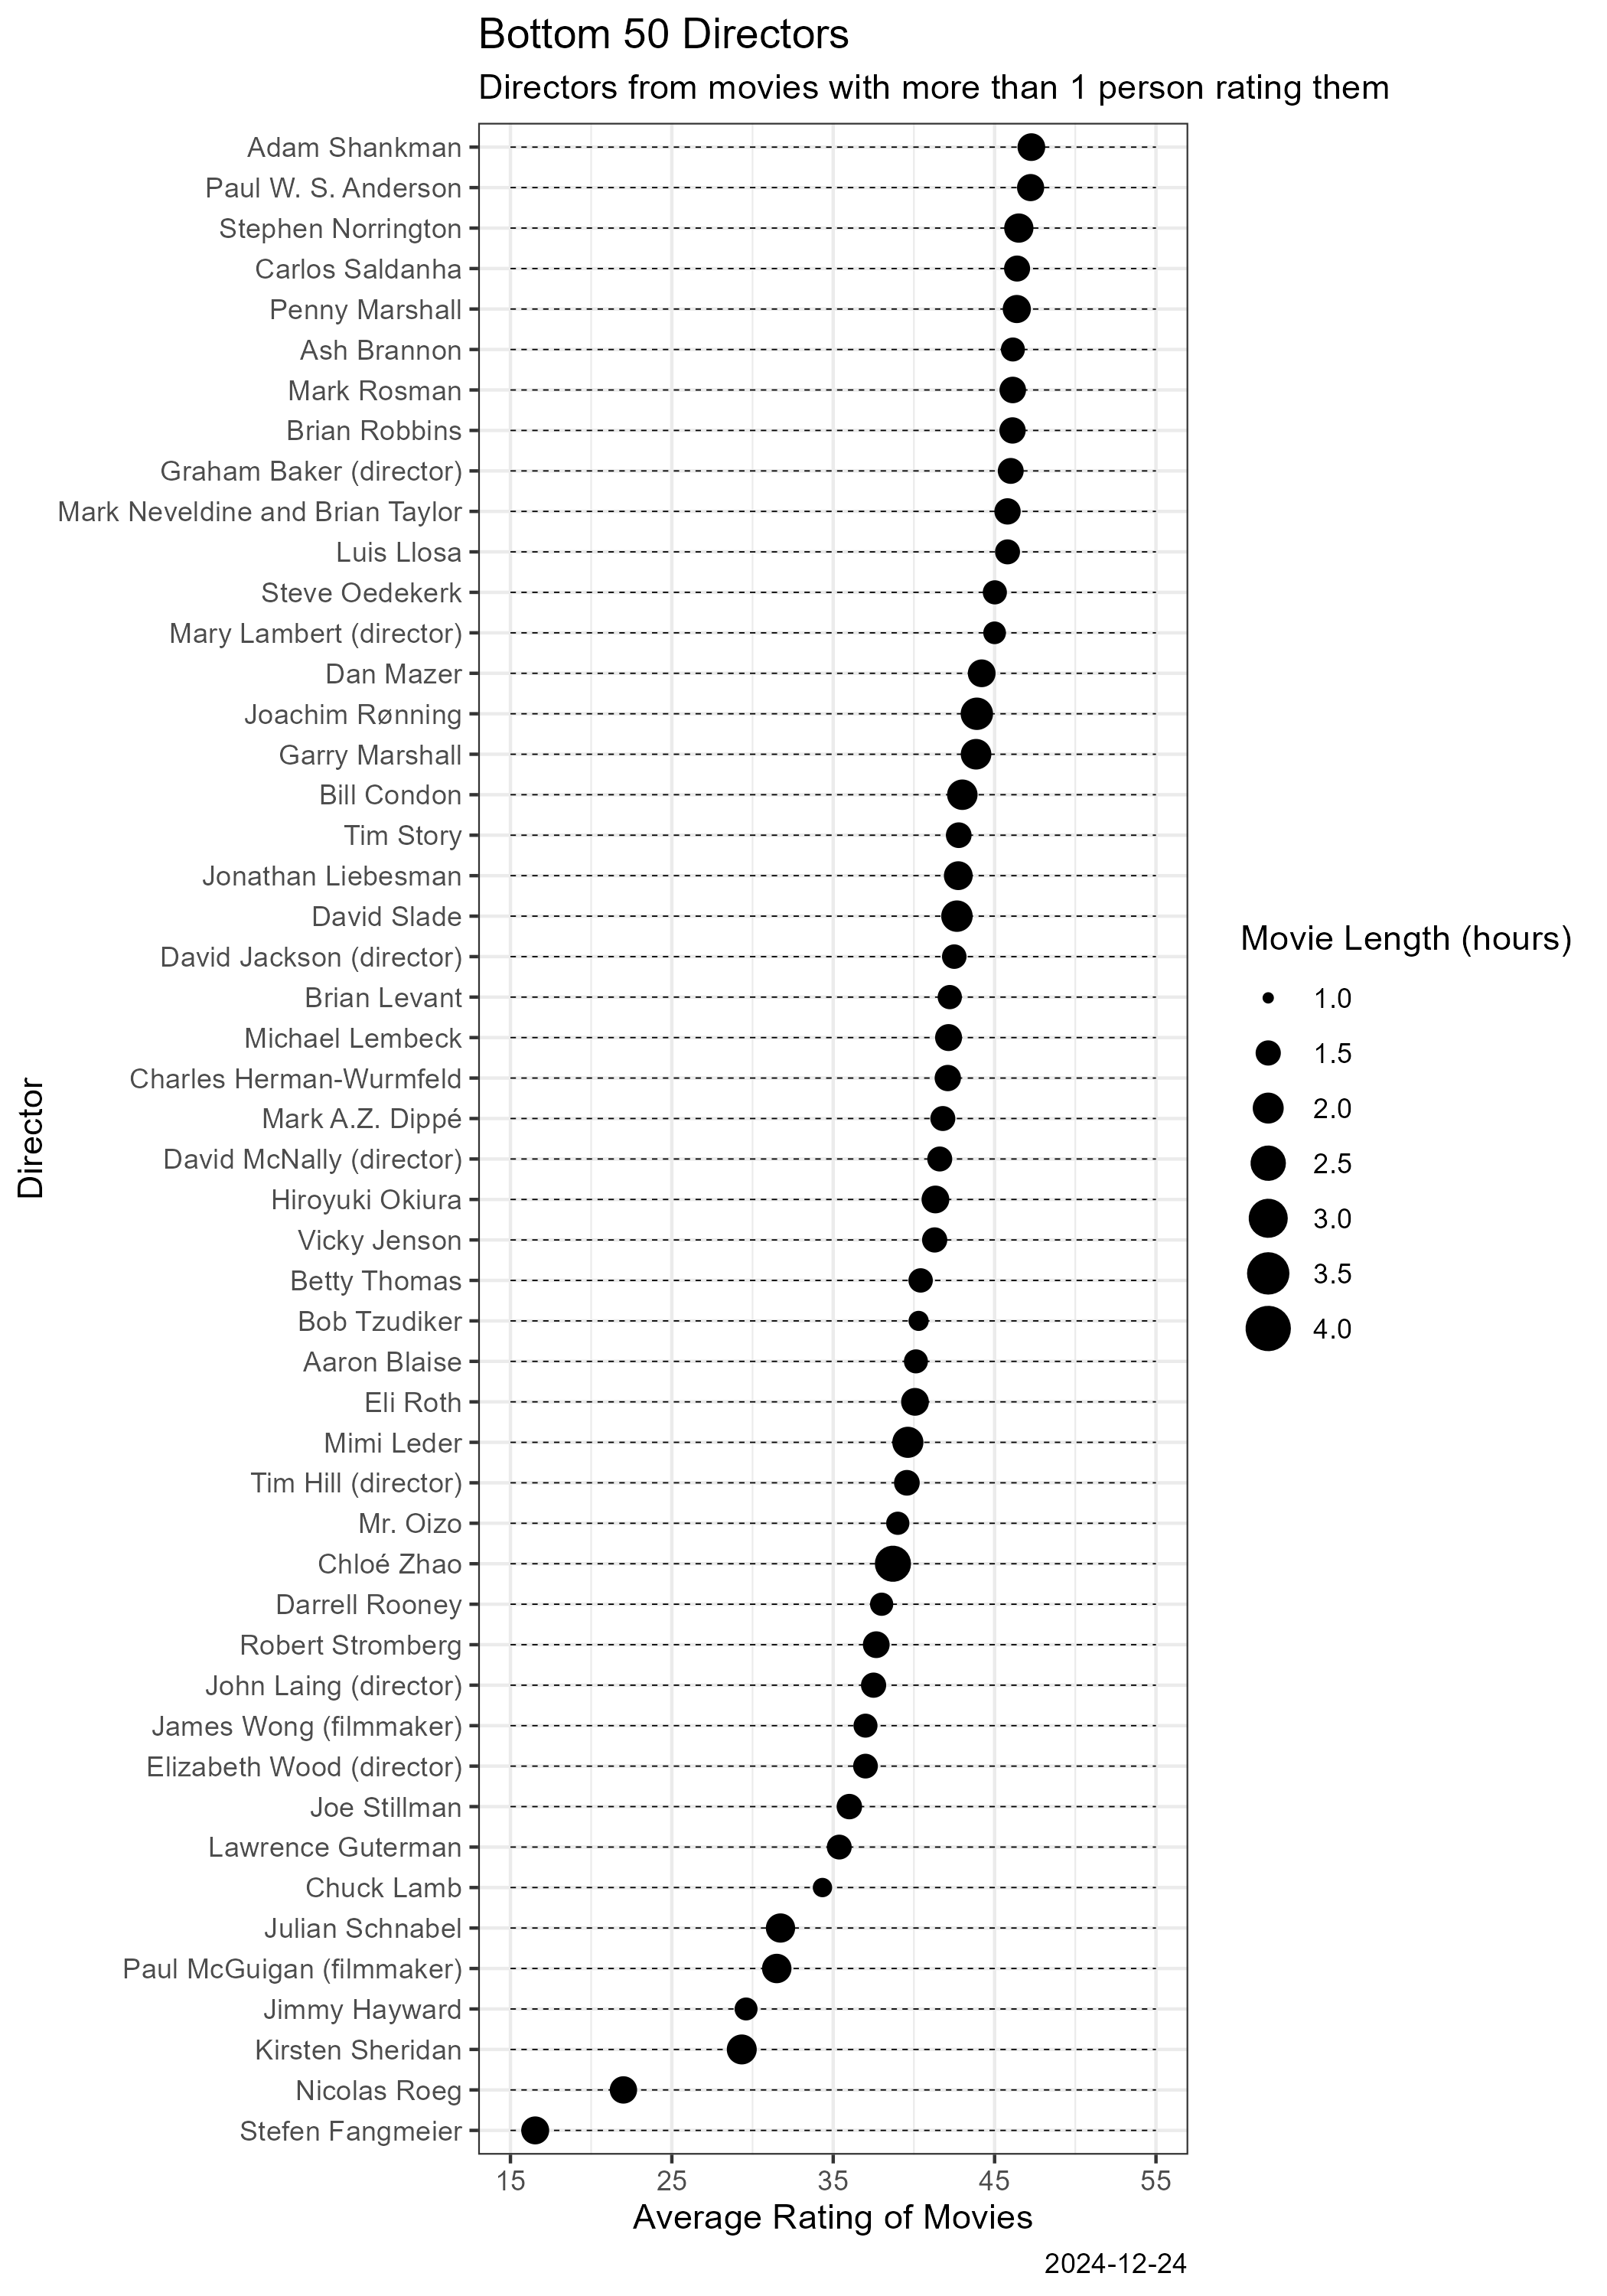 Bottom 50 Directors
Directors from movies with more than 1 person rating them
Adam Shankman
Paul W. S. Anderson
Stephen Norrington
Carlos Saldanha
Penny Marshall
Ash Brannon
Mark Rosman
Brian Robbins
Graham Baker (director)
Mark Neveldine and Brian Taylor
Luis Llosa
Steve Oedekerk
Mary Lambert (director)
Dan Mazer
Joachim Rønning
Garry Marshall
Bill Condon
Tim Story
Jonathan Liebesman
David Slade
David Jackson (director)
Brian Levant
Michael Lembeck
Charles Herman-Wurmfeld
Mark A.Z. Dippé
David McNally (director)
Hiroyuki Okiura
Vicky Jenson
Betty Thomas
Bob Tzudiker
Aaron Blaise
Eli Roth
Mimi Leder
Tim Hill (director)
Mr. Oizo
Chloé Zhao
Darrell Rooney
Robert Stromberg
John Laing (director)
James Wong (filmmaker)
Elizabeth Wood (director)
Joe Stillman
Lawrence Guterman
Chuck Lamb
Julian Schnabel
Paul McGuigan (filmmaker)
Jimmy Hayward
Kirsten Sheridan
Nicolas Roeg
Stefen Fangmeier
Director
15 25 35 45 55
Average Rating of Movies
Movie Length (hours)
1.0
1.5
2.0
2.5
3.0
3.5
4.0
2024-12-24